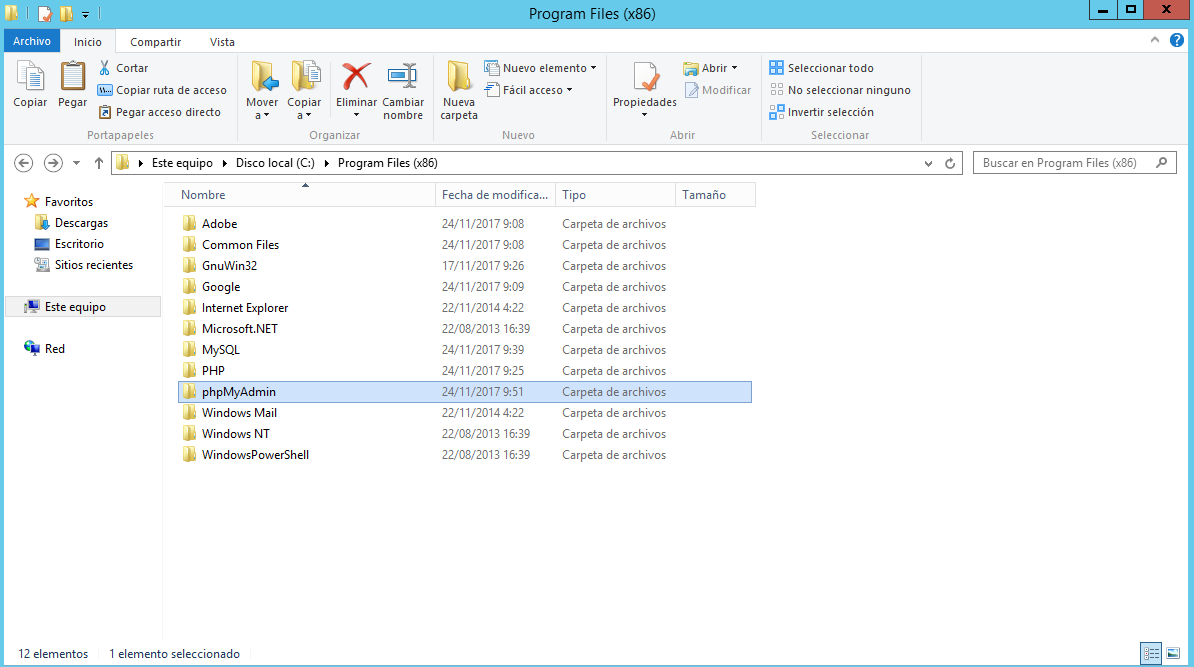 Program Files (x86)
Archivo Inicio Compartir Vista
Copiar
Pegar
Cortar
Copiar ruta de acceso
Pegar acceso directo
Portapapeles
Mover a
Copiar a
Eliminar
Cambiar nombre
Organizar
Nueva carpeta
Nuevo elemento
Fácil acceso
Nuevo
Propiedades
Abrir
Modificar
Abrir
Seleccionar todo
No seleccionar ninguno
Invertir selección
Seleccionar
Este equipo Disco local (C:) Program Files (x86)
Buscar en Program Files (x86)
Favoritos
Descargas
Escritorio
Sitios recientes
Este equipo
Red
Nombre Fecha de modifica... Tipo Tamaño
Adobe 24/11/2017 9:08 Carpeta de archivos
Common Files 24/11/2017 9:08 Carpeta de archivos
GnuWin32 17/11/2017 9:26 Carpeta de archivos
Google 24/11/2017 9:09 Carpeta de archivos
Internet Explorer 22/11/2014 4:22 Carpeta de archivos
Microsoft.NET 22/08/2013 16:39 Carpeta de archivos
MySQL 24/11/2017 9:39 Carpeta de archivos
PHP 24/11/2017 9:25 Carpeta de archivos
phpMyAdmin 24/11/2017 9:51 Carpeta de archivos
Windows Mail 22/11/2014 4:22 Carpeta de archivos
Windows NT 22/08/2013 16:39 Carpeta de archivos
WindowsPowerShell 22/08/2013 16:39 Carpeta de archivos
12 elementos 1 elemento seleccionado